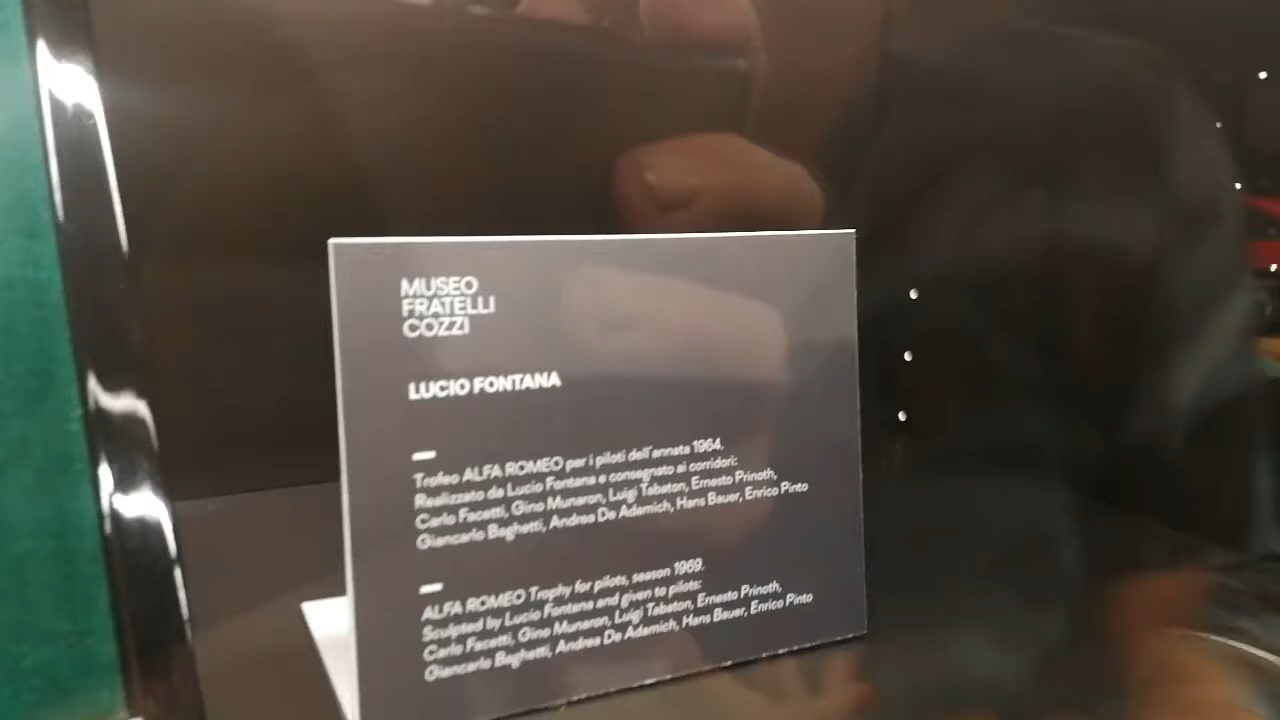 MUSEO
FRATELLI
COZZI
LUCIO FONTANA
Trofeo ALFA ROMEO per i piloti dell'annata 1964.
Realizzato da Lucio Fontana e consegnato ai corridori:
Carlo Facetti, Gino Munaron, Luigi Tabaton, Ernesto Prinoth,
Giancarlo Baghetti, Andrea De Adamich, Hans Bauer, Enrico Pinto
ALFA ROMEO Trophy for pilots, season 1969.
Sculpted by Lucio Fontana and given to pilots:
Carlo Facetti, Gino Munaron, Luigi Tabaton, Ernesto Prinoth,
Giancarlo Baghetti, Andrea De Adamich, Hans Bauer, Enrico Pinto